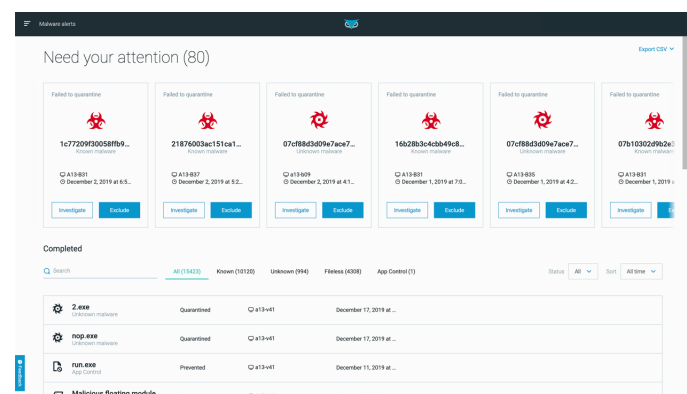 Malware alerts
Need your attention (80)
Export CSV
Failed to quarantine
1c77209f30058ffb9...
Known malware
A13-B31
December 2, 2019 at 6:5...
Investigate Exclude
Failed to quarantine
21876003ac151ca1...
Known malware
A13-B37
December 2, 2019 at 5:2...
Investigate Exclude
Failed to quarantine
07cf88d3d09e7ace7...
Unknown malware
a13-b09
December 2, 2019 at 4:1...
Investigate Exclude
Failed to quarantine
16b28b3c4cbb49c8...
Known malware
A13-B31
December 1, 2019 at 7:0...
Investigate Exclude
Failed to quarantine
07cf88d3d09e7ace7...
Unknown malware
A13-B35
December 1, 2019 at 4:2...
Investigate Exclude
Failed to quarantine
07b10302d9b2e3
Known malware
A13-B31
December 1, 2019
Investigate
Completed
Search All (15423) Known (10120) Unknown (994) Fileless (4308) App Control (1) Status All Sort All time
2.exe
Unknown malware
Quarantined a13-v41 December 17, 2019 at ...
nop.exe
Unknown malware
Quarantined a13-v41 December 17, 2019 at ...
run.exe
App Control
Prevented a13-v41 December 11, 2019 at ...
Malicious floating module
Feedback